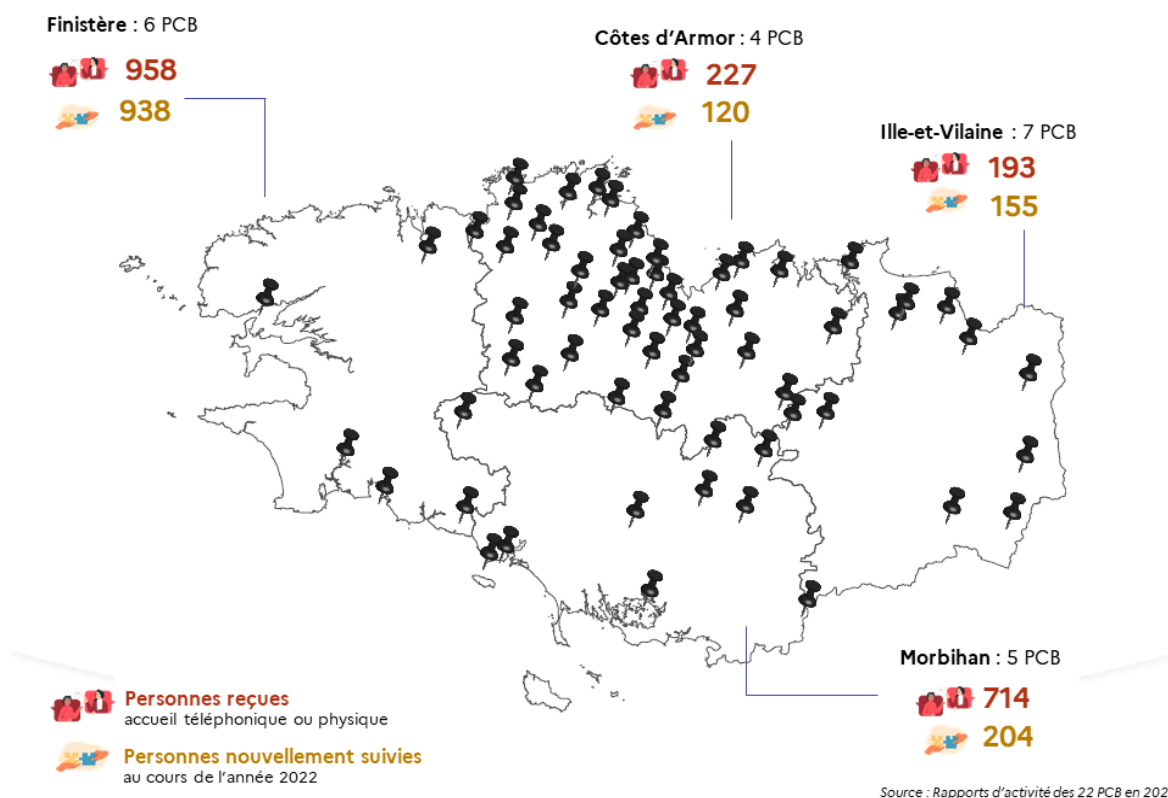 Finistère : 6 PCB
958
938
Côtes d’Armor : 4 PCB
227
120
Ille-et-Vilaine : 7 PCB
193
155
Morbihan : 5 PCB
714
204
Personnes reçues
accueil téléphonique ou physique
Personnes nouvellement suivies
au cours de l’année 2022
Source : Rapports d’activité des 22 PCB en 202